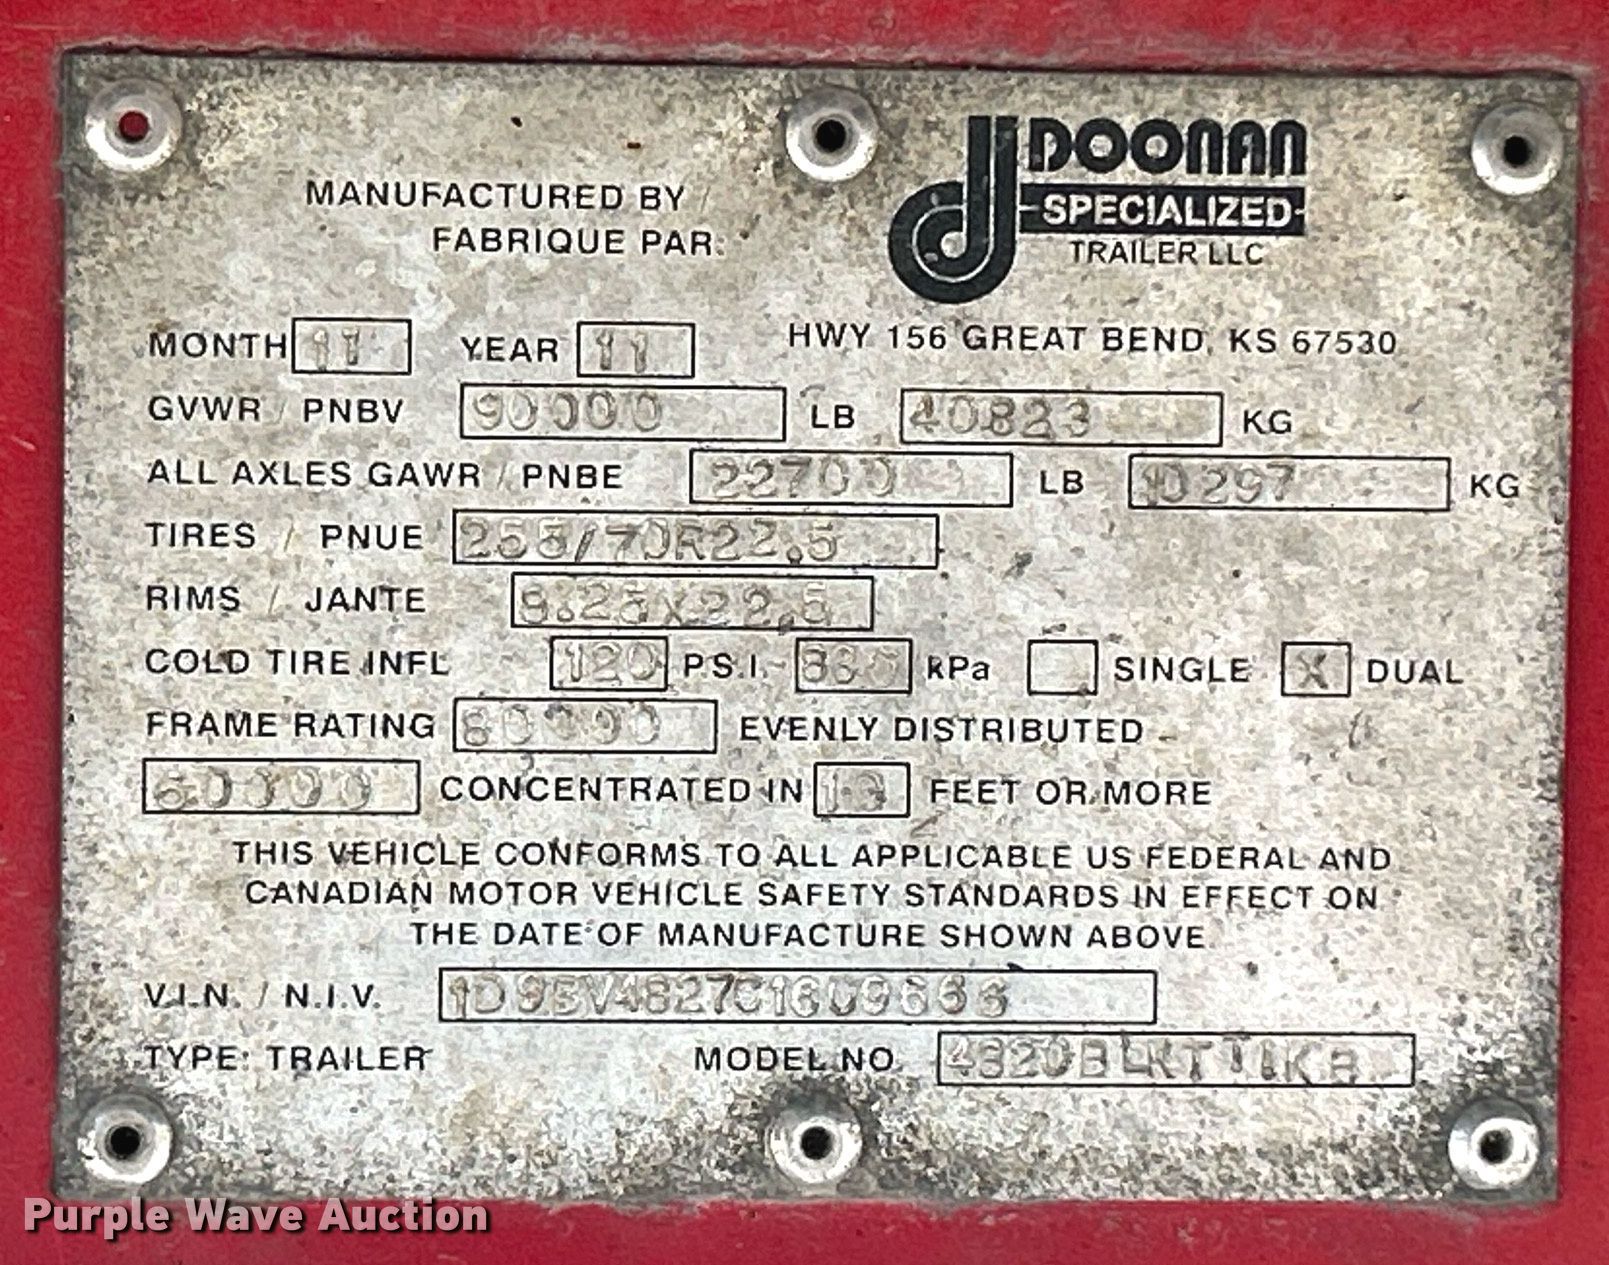 DOONAN
SPECIALIZED
TRAILER LLC
MANUFACTURED BY /
FABRIQUE PAR:
HWY 156 GREAT BEND, KS 67530
MONTH 11 YEAR 11
GVWR / PNBV 90000 LB 40823 KG
ALL AXLES GAWR / PNBE 22700 LB 10297 KG
TIRES / PNUE 255/70R22.5
RIMS / JANTE 8.25X22.5
COLD TIRE INFL 120 P.S.I. kPa SINGLE X DUAL
FRAME RATING 80000 EVENLY DISTRIBUTED
60000 CONCENTRATED IN FEET OR MORE
THIS VEHICLE CONFORMS TO ALL APPLICABLE US FEDERAL AND
CANADIAN MOTOR VEHICLE SAFETY STANDARDS IN EFFECT ON
THE DATE OF MANUFACTURE SHOWN ABOVE.
V.I.N. / N.I.V.
TYPE: TRAILER MODEL NO.
Purple Wave Auction